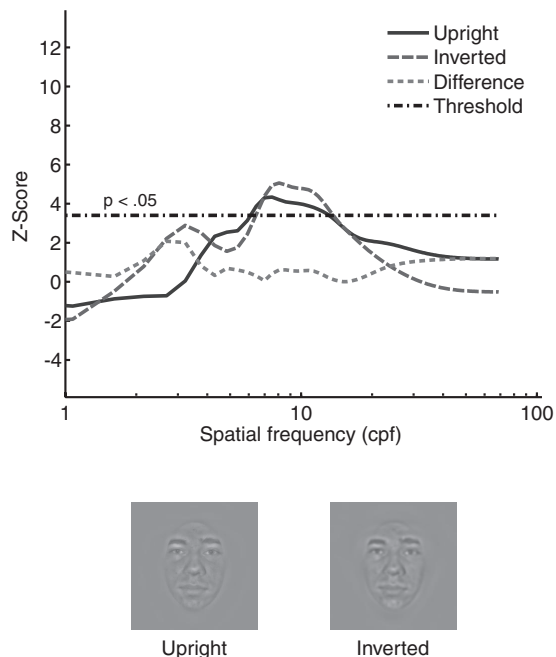 12
10
8
6
4
2
0
-2
-4
Z-Score
Upright
Inverted
Difference
Threshold
p < .05
1
10
100
Spatial frequency (cpf)
Upright
Inverted